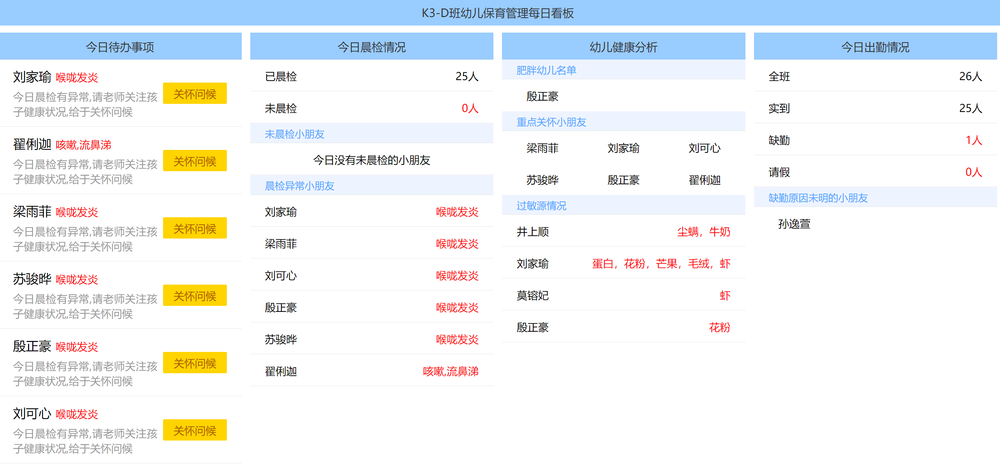 K3-D班幼儿保育管理每日看板
今日待办事项
刘家瑜 喉咙发炎
今日晨检有异常,请老师关注孩
子健康状况,给于关怀问候
关怀问候
翟俐迦 咳嗽,流鼻涕
今日晨检有异常,请老师关注孩
子健康状况,给于关怀问候
关怀问候
梁雨菲 喉咙发炎
今日晨检有异常,请老师关注孩
子健康状况,给于关怀问候
关怀问候
苏骏晔 喉咙发炎
今日晨检有异常,请老师关注孩
子健康状况,给于关怀问候
关怀问候
殷正豪 喉咙发炎
今日晨检有异常,请老师关注孩
子健康状况,给于关怀问候
关怀问候
刘可心 喉咙发炎
今日晨检有异常,请老师关注孩
子健康状况,给于关怀问候
关怀问候
今日晨检情况
已晨检 25人
未晨检 0人
未晨检小朋友
今日没有未晨检的小朋友
晨检异常小朋友
刘家瑜 喉咙发炎
梁雨菲 喉咙发炎
刘可心 喉咙发炎
殷正豪 喉咙发炎
苏骏晔 喉咙发炎
翟俐迦 咳嗽,流鼻涕
幼儿健康分析
肥胖幼儿名单
殷正豪
重点关怀小朋友
梁雨菲 刘家瑜 刘可心
苏骏晔 殷正豪 翟俐迦
过敏源情况
井上顺 尘螨，牛奶
刘家瑜 蛋白，花粉，芒果，毛绒，虾
莫镕妃 虾
殷正豪 花粉
今日出勤情况
全班 26人
实到 25人
缺勤 1人
请假 0人
缺勤原因未明的小朋友
孙逸萱